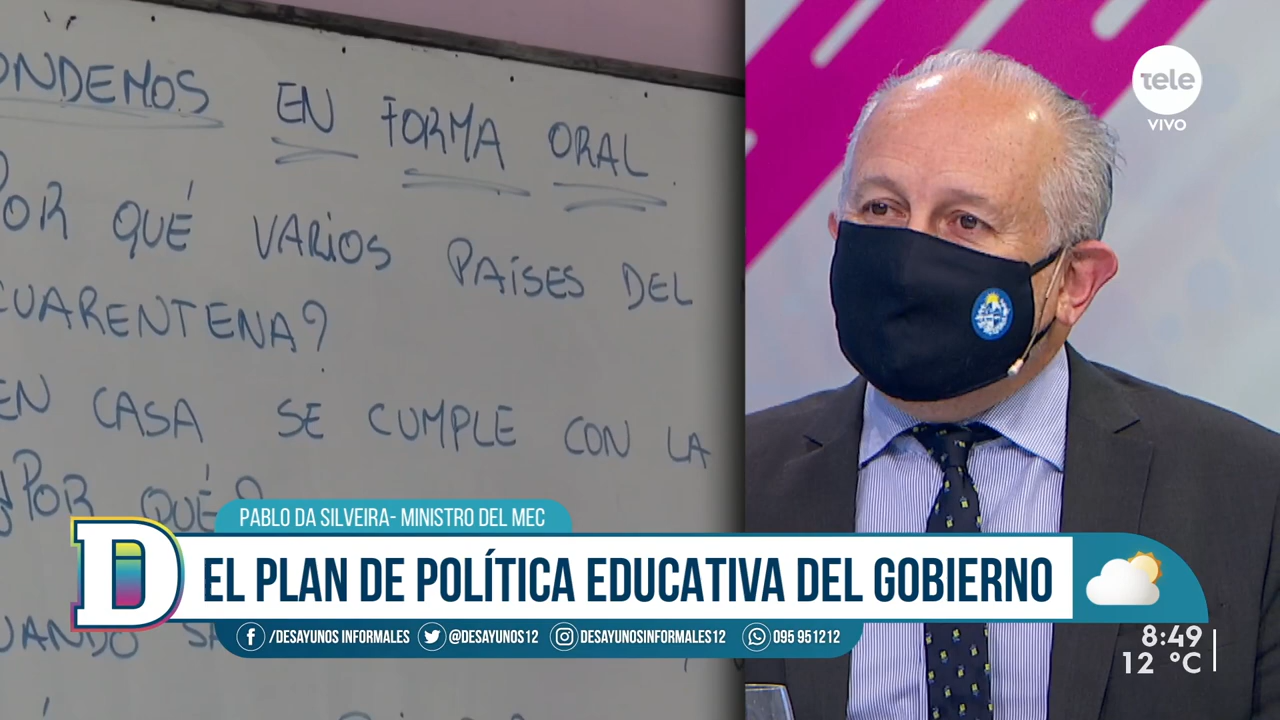 ONDEMOS EN FORMA ORAL
POR QUÉ VARIOS PAÍSES DEL
CUARENTENA?
EN CASA SE CUMPLE CON LA
POR QUÉ?
tele
VIVO
PABLO DA SILVEIRA- MINISTRO DEL MEC
D
EL PLAN DE POLÍTICA EDUCATIVA DEL GOBIERNO
/DESAYUNOS INFORMALES @DESAYUNOS12 DESAYUNOSINFORMALES12 095 951212
8:49
12 °C